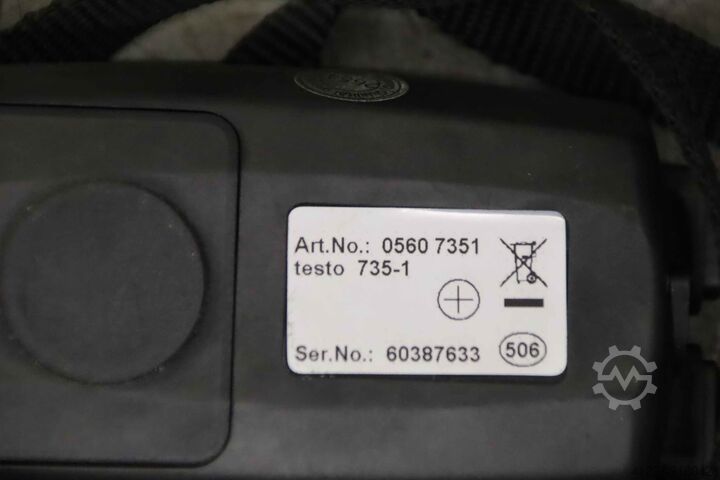 Art.No.: 0560 7351
testo 735-1
Ser.No.: 60387633 506